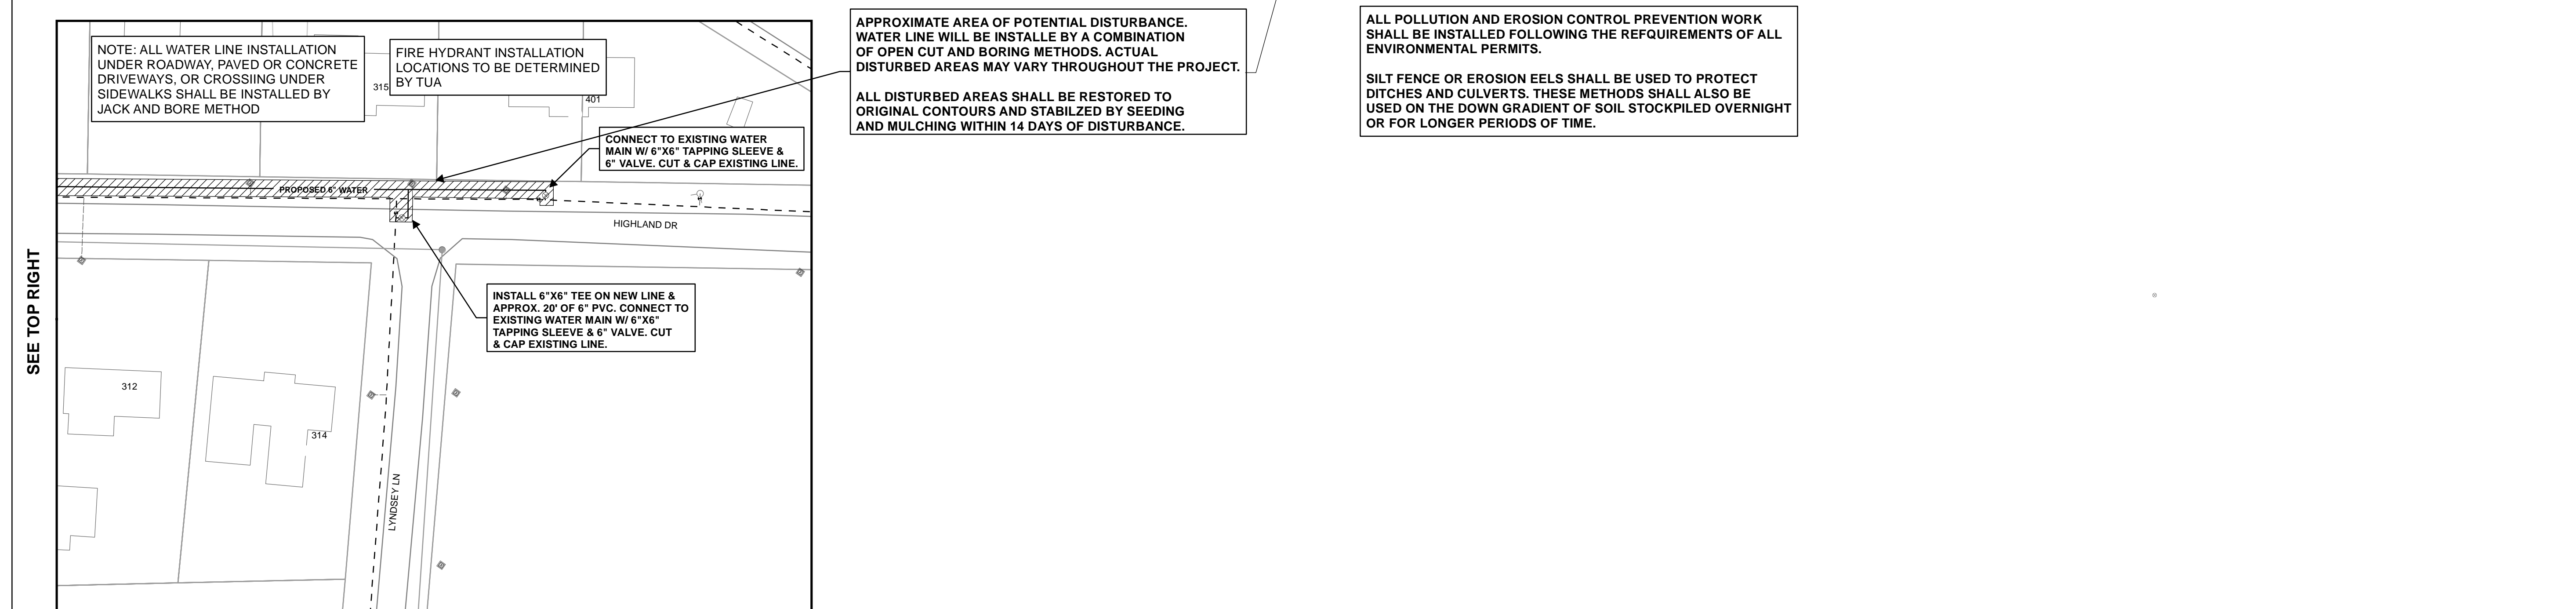 NOTE: ALL WATER LINE INSTALLATION
UNDER ROADWAY, PAVED OR CONCRETE
DRIVEWAYS, OR CROSSIING UNDER
SIDEWALKS SHALL BE INSTALLED BY
JACK AND BORE METHOD
315
FIRE HYDRANT INSTALLATION
LOCATIONS TO BE DETERMINED
BY TUA
401
APPROXIMATE AREA OF POTENTIAL DISTURBANCE.
WATER LINE WILL BE INSTALLE BY A COMBINATION
OF OPEN CUT AND BORING METHODS. ACTUAL
DISTURBED AREAS MAY VARY THROUGHOUT THE PROJECT.
ALL DISTURBED AREAS SHALL BE RESTORED TO
ORIGINAL CONTOURS AND STABILZED BY SEEDING
AND MULCHING WITHIN 14 DAYS OF DISTURBANCE.
ALL POLLUTION AND EROSION CONTROL PREVENTION WORK
SHALL BE INSTALLED FOLLOWING THE REFQUIREMENTS OF ALL
ENVIRONMENTAL PERMITS.
SILT FENCE OR EROSION EELS SHALL BE USED TO PROTECT
DITCHES AND CULVERTS. THESE METHODS SHALL ALSO BE
USED ON THE DOWN GRADIENT OF SOIL STOCKPILED OVERNIGHT
OR FOR LONGER PERIODS OF TIME.
CONNECT TO EXISTING WATER
MAIN W/ 6"X6" TAPPING SLEEVE &
6" VALVE. CUT & CAP EXISTING LINE.
PROPOSED 6" WATER
HIGHLAND DR
SEE TOP RIGHT
INSTALL 6"X6" TEE ON NEW LINE &
APPROX. 20' OF 6" PVC. CONNECT TO
EXISTING WATER MAIN W/ 6"X6"
TAPPING SLEEVE & 6" VALVE. CUT
& CAP EXISTING LINE.
312
314
LYNDSEY LN